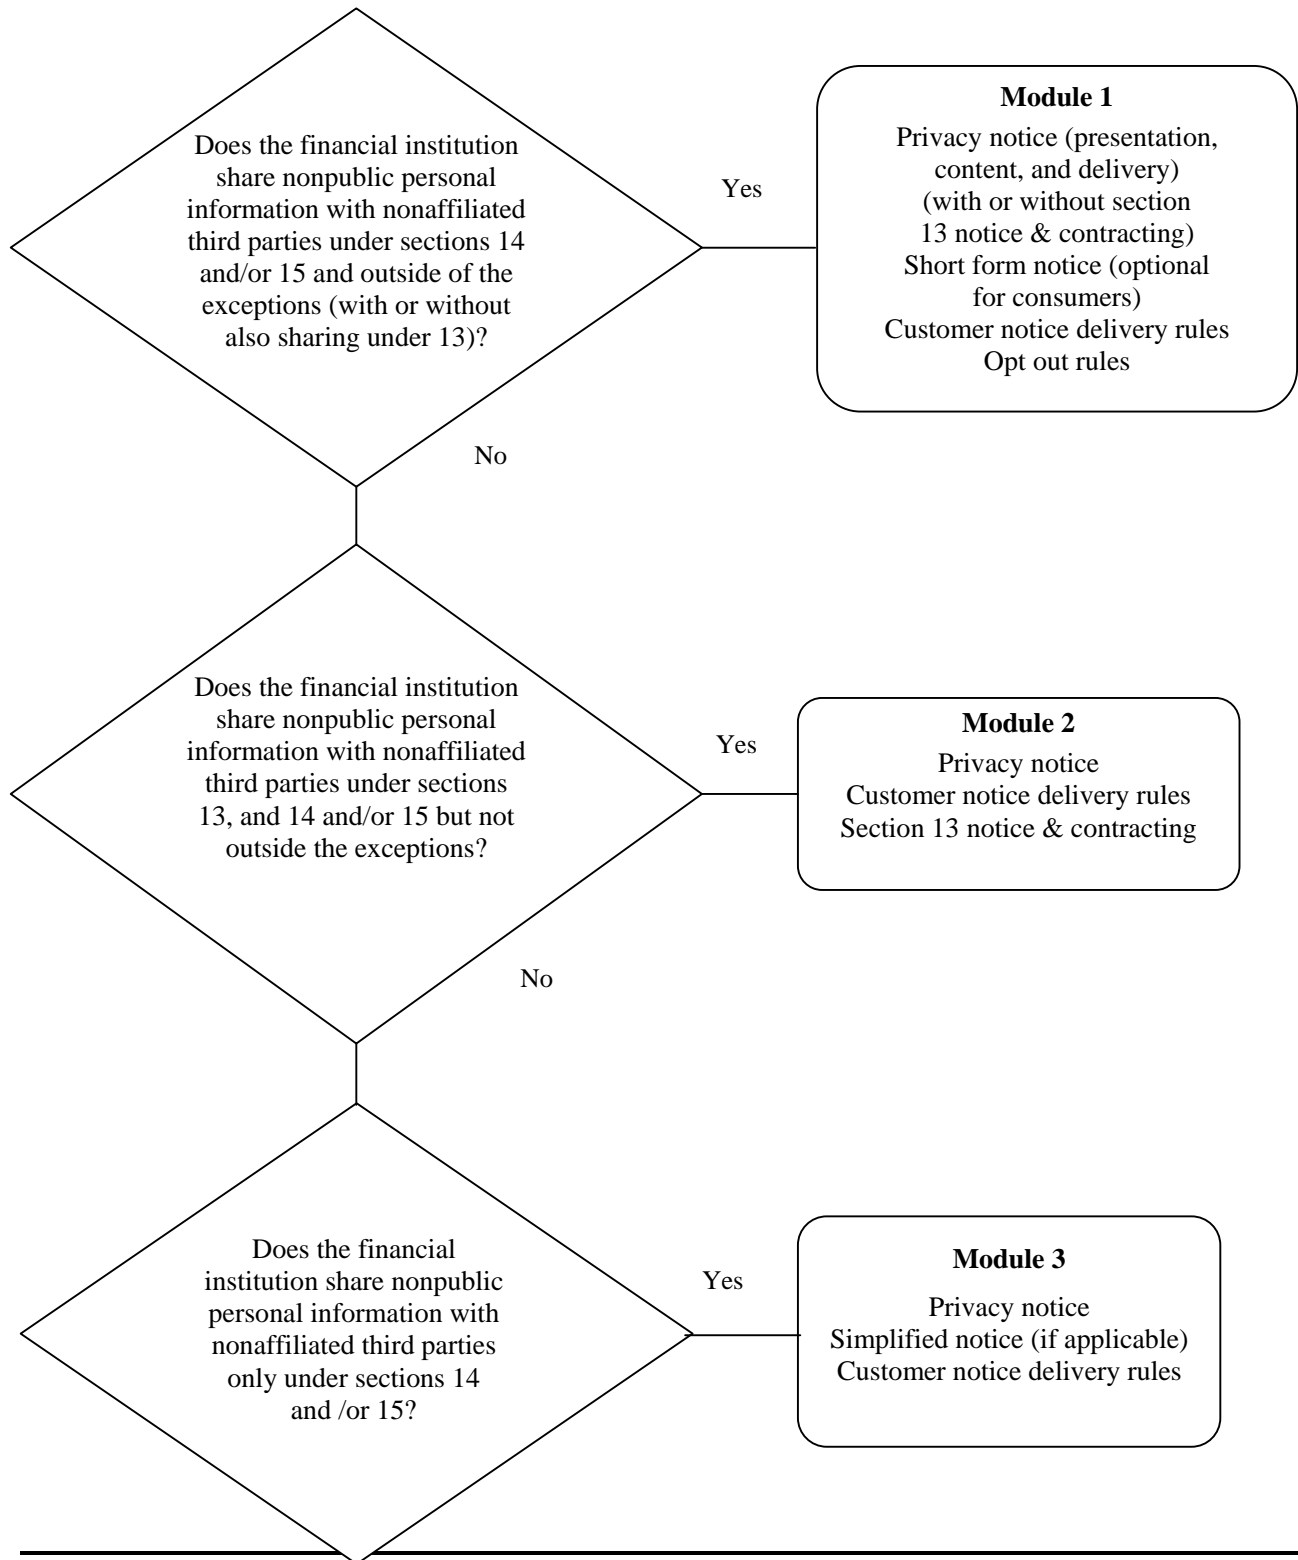 Does the financial institution
share nonpublic personal
information with nonaffiliated
third parties under sections 14
and/or 15 and outside of the
exceptions (with or without
also sharing under 13)?
Yes
Module 1
Privacy notice (presentation,
content, and delivery)
(with or without section
13 notice & contracting)
Short form notice (optional
for consumers)
Customer notice delivery rules
Opt out rules
No
Does the financial institution
share nonpublic personal
information with nonaffiliated
third parties under sections
13, and 14 and/or 15 but not
outside the exceptions?
Yes
Module 2
Privacy notice
Customer notice delivery rules
Section 13 notice & contracting
No
Does the financial
institution share nonpublic
personal information with
nonaffiliated third parties
only under sections 14
and /or 15?
Yes
Module 3
Privacy notice
Simplified notice (if applicable)
Customer notice delivery rules